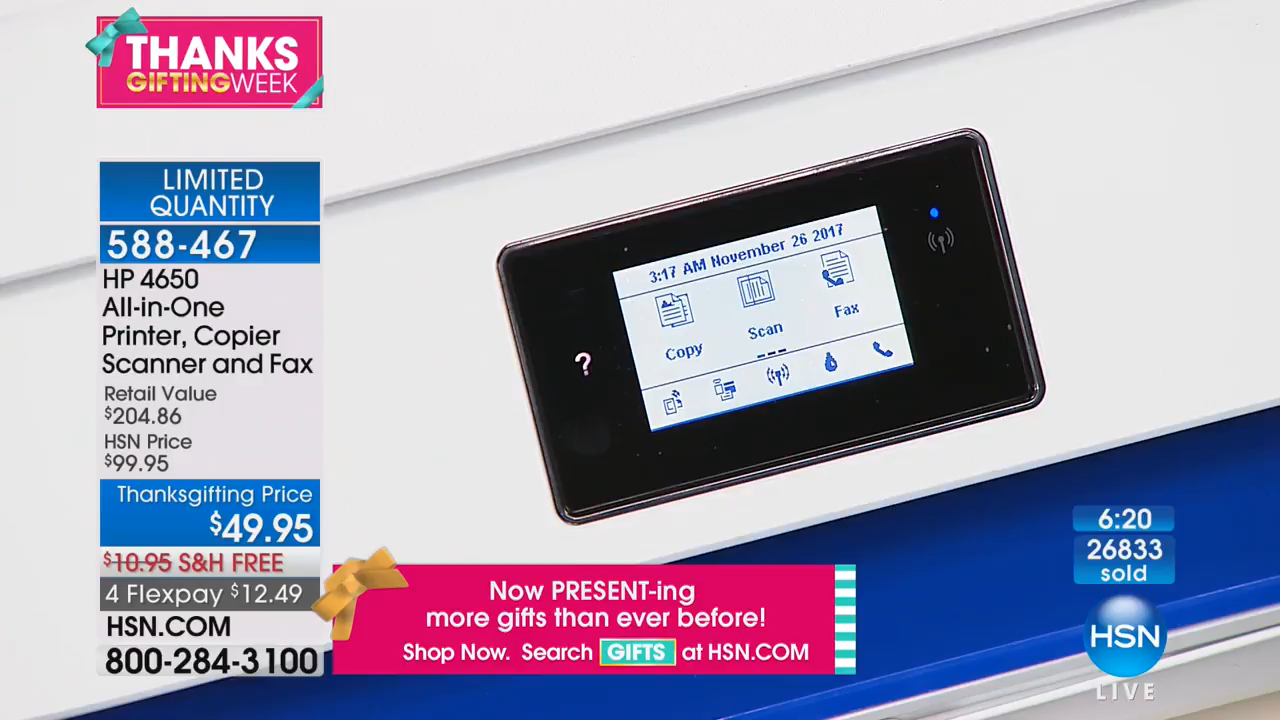 THANKS
GIFTINGWEEK
LIMITED
QUANTITY
588-467
HP 4650
All-in-One
Printer, Copier
Scanner and Fax
Retail Value
$204.86
HSN Price
$99.95
Thanksgifting Price
$49.95
$10.95 S&H FREE
4 Flexpay $12.49
HSN.COM
800-284-3100
3:17 AM November 26 2017
Copy
Scan
Fax
?
Now PRESENT-ing
more gifts than ever before!
Shop Now. Search GIFTS at HSN.COM
6:20
26833
sold
HSN
LIVE